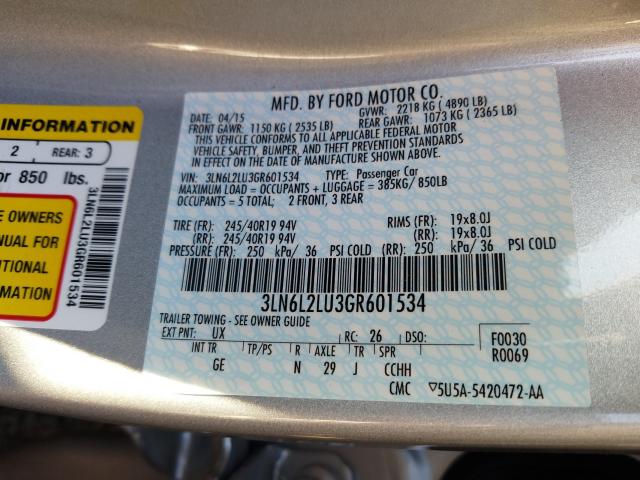 INFORMATION
2 REAR: 3
or 850 lbs.
E OWNERS
NUAL FOR
ITIONAL
RMATION
3LN6L2LU3GR601534
MFD. BY FORD MOTOR CO.
DATE: 04/15 GVWR: 2218 KG ( 4890 LB)
FRONT GAWR: 1150 KG ( 2535 LB) REAR GAWR: 1073 KG ( 2365 LB)
THIS VEHICLE CONFORMS TO ALL APPLICABLE FEDERAL MOTOR
VEHICLE SAFETY, BUMPER, AND THEFT PREVENTION STANDARDS
IN EFFECT ON THE DATE OF MANUFACTURE SHOWN ABOVE.
VIN: 3LN6L2LU3GR601534 TYPE: Passenger Car
MAXIMUM LOAD = OCCUPANTS + LUGGAGE = 385KG/ 850LB
OCCUPANTS = 5 TOTAL; 2 FRONT, 3 REAR
TIRE (FR): 245/40R19 94V RIMS (FR): 19x8.0J
(RR): 245/40R19 94V (RR): 19x8.0J
PRESSURE (FR): 250 kPa/ 36 PSI COLD (RR): 250 kPa/ 36 PSI COLD
3LN6L2LU3GR601534
TRAILER TOWING - SEE OWNER GUIDE
EXT PNT: UX RC: 26 DSO: F0030
INT TR TP/PS R AXLE TR SPR R0069
GE N 29 J CCHH
CMC ▽5U5A-5420472-AA